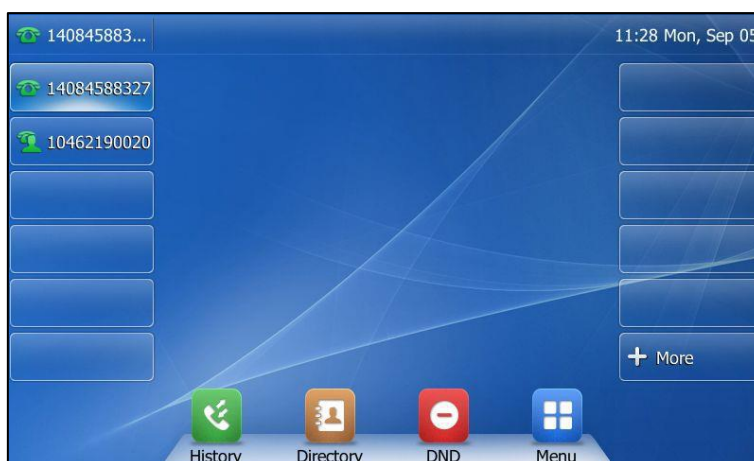 140845883... 11:28 Mon, Sep 05
14084588327
10462190020
More
History Directory DND Menu